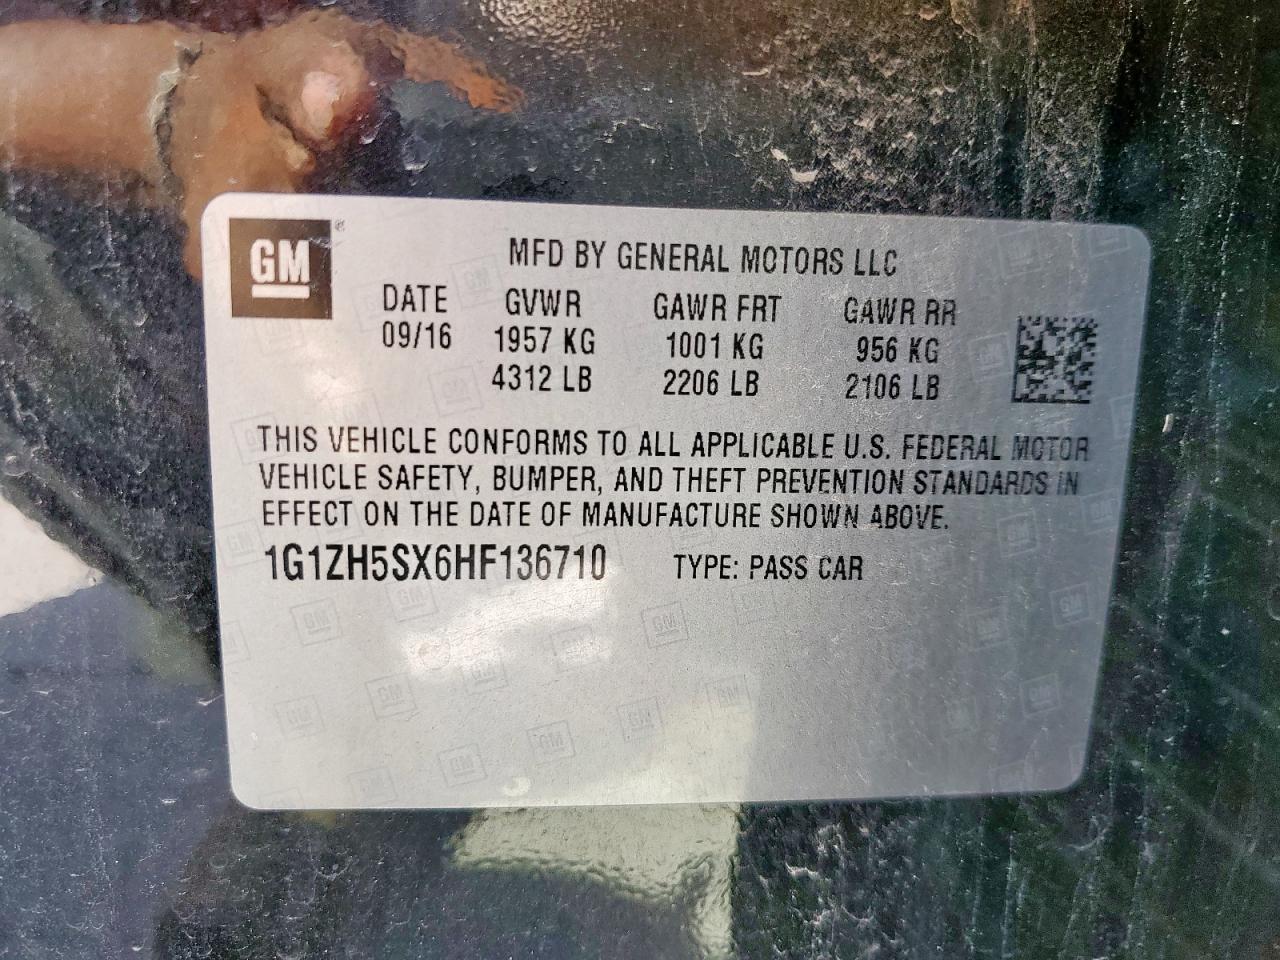 GM ®
MFD BY GENERAL MOTORS LLC
DATE GVWR GAWR FRT GAWR RR
09/16 1957 KG 1001 KG 956 KG
4312 LB 2206 LB 2106 LB
THIS VEHICLE CONFORMS TO ALL APPLICABLE U.S. FEDERAL MOTOR
VEHICLE SAFETY, BUMPER, AND THEFT PREVENTION STANDARDS IN
EFFECT ON THE DATE OF MANUFACTURE SHOWN ABOVE.
1G1ZH5SX6HF136710 TYPE: PASS CAR